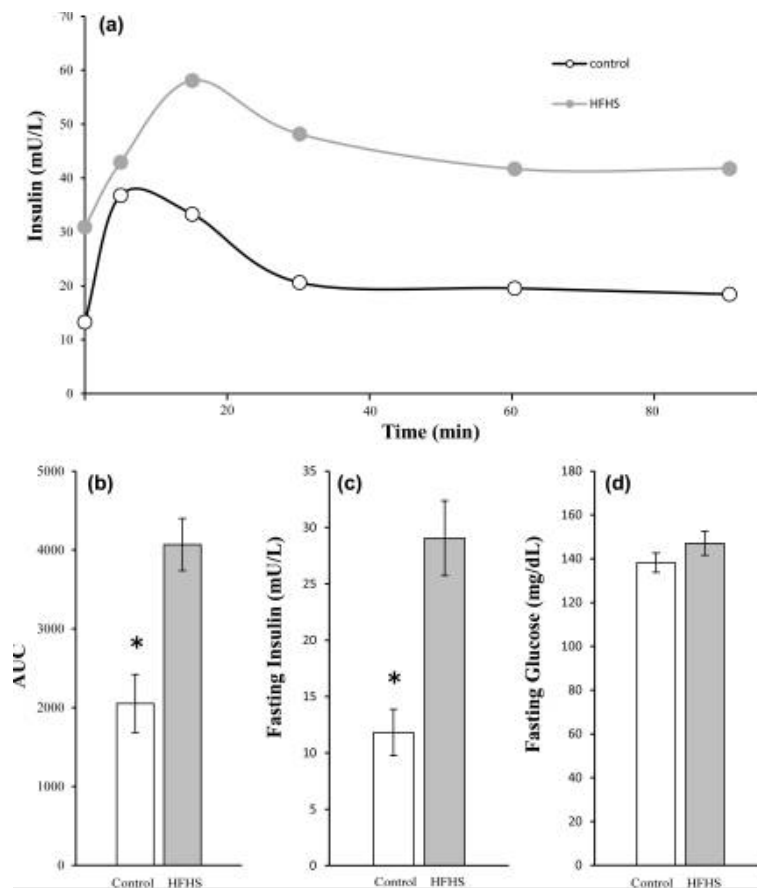 (a)
70
60
50
40
30
20
10
0
Insulin (mU/L)
control
HFHS
20
40
60
80
Time (min)
(b)
5000
4000
3000
2000
1000
0
AUC
*
Control
HFHS
(c)
35
30
25
20
15
10
5
0
Fasting Insulin (mU/L)
*
Control
HFHS
(d)
180
160
140
120
100
80
60
40
20
0
Fasting Glucose (mg/dL)
Control
HFHS